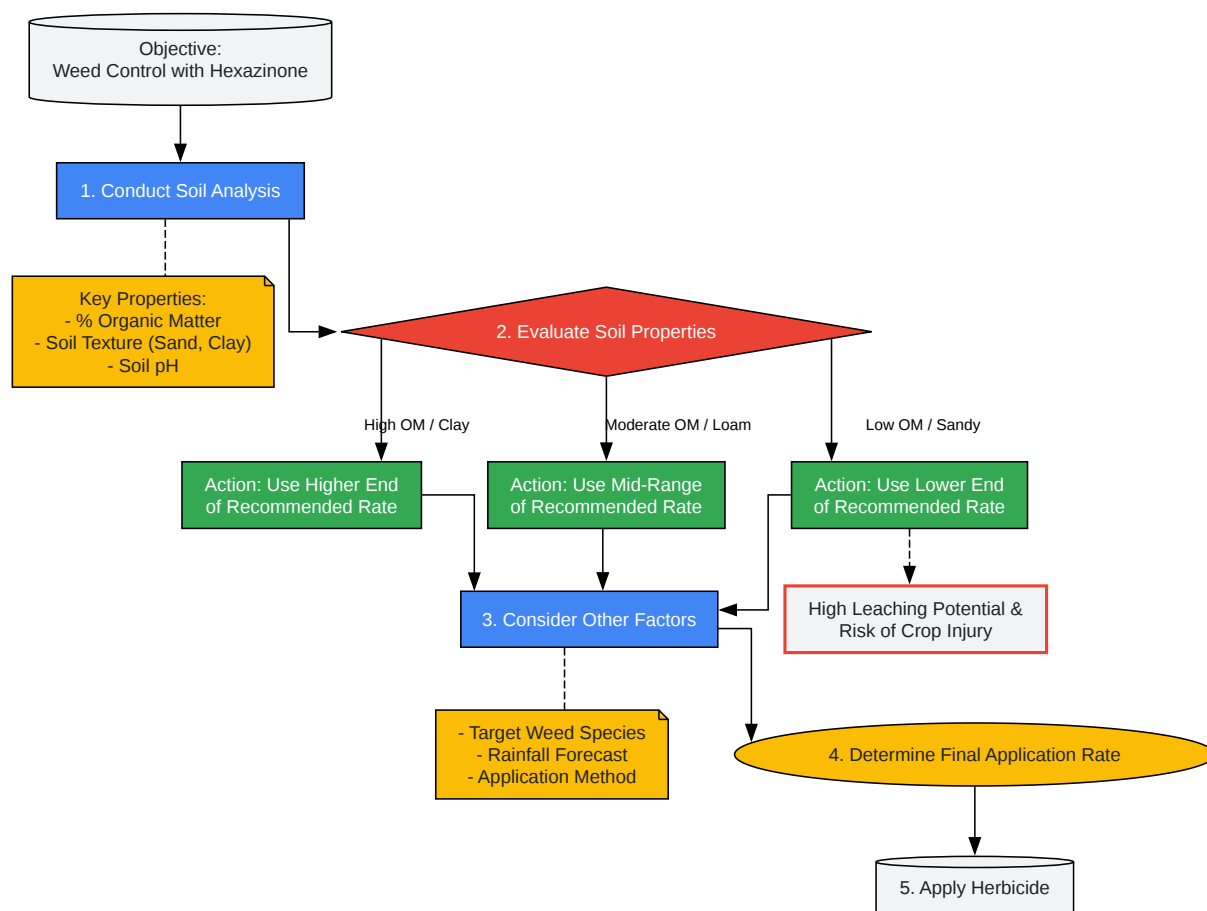 Objective:
Weed Control with Hexazinone
1. Conduct Soil Analysis
Key Properties:
- % Organic Matter
- Soil Texture (Sand, Clay)
- Soil pH
2. Evaluate Soil Properties
High OM / Clay
Moderate OM / Loam
Low OM / Sandy
Action: Use Higher End
of Recommended Rate
Action: Use Mid-Range
of Recommended Rate
Action: Use Lower End
of Recommended Rate
3. Consider Other Factors
High Leaching Potential &
Risk of Crop Injury
- Target Weed Species
- Rainfall Forecast
- Application Method
4. Determine Final Application Rate
5. Apply Herbicide